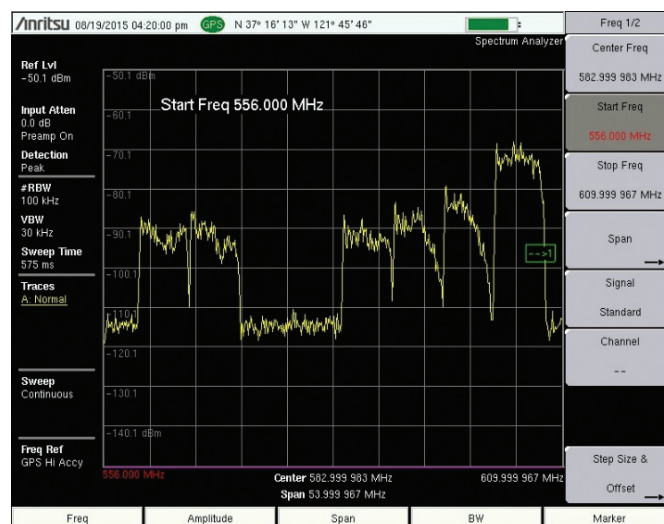 Anritsu 08/19/2015 04:20:00 pm GPS N 37° 16' 13" W 121° 45' 46"
Spectrum Analyzer
Ref Lvl
-50.1 dBm
Input Atten
0.0 dB
Preamp On
Detection
Peak
#RBW
100 kHz
VBW
30 kHz
Sweep Time
575 ms
Traces
A: Normal
Sweep
Continuous
Freq Ref
GPS Hi Accy
-50.1 dBm
Start Freq 556.000 MHz
-60.1
-70.1
-80.1
-90.1
-->1
-100.1
-110.1
-120.1
-130.1
-140.1 dBm
556.000 MHz
Center 582.999 983 MHz
609.999 967 MHz
Span 53.999 967 MHz
Freq 1/2
Center Freq
582.999 983 MHz
Start Freq
556.000 MHz
Stop Freq
609.999 967 MHz
Span
Signal
Standard
Channel
--
Step Size &
Offset
Freq
Amplitude
Span
BW
Marker